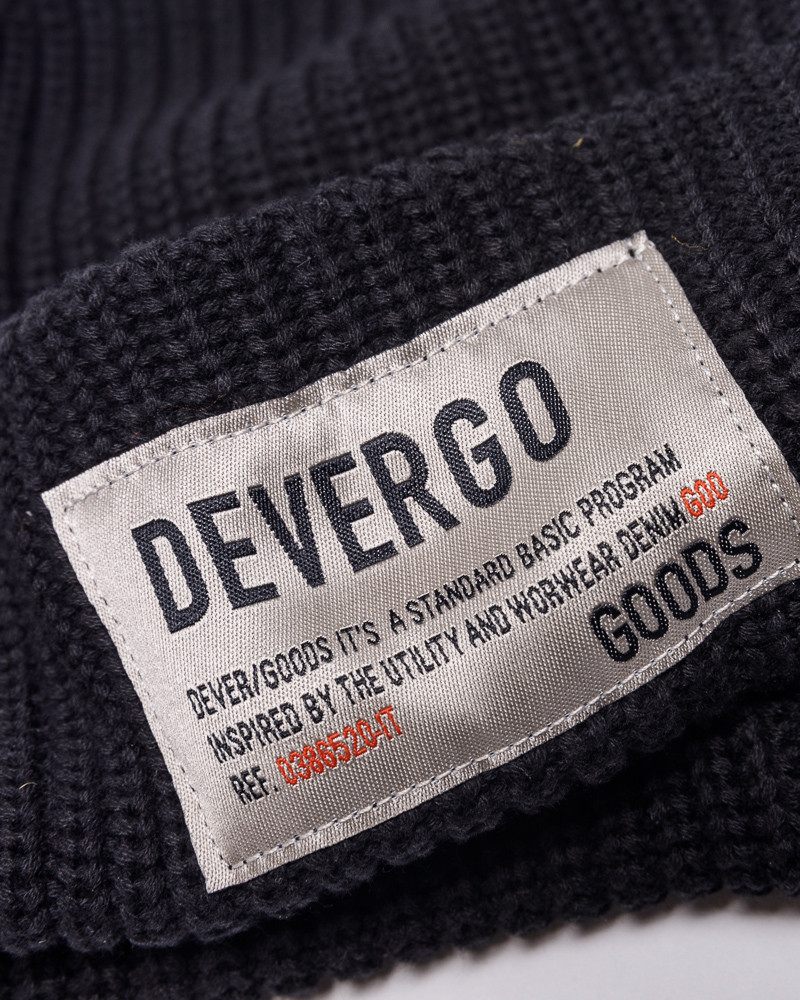 DEVERGO
DEVER/GOODS IT'S A STANDARD BASIC PROGRAM
INSPIRED BY THE UTILITY AND WORWEAR DENIM GOO
REF. 0386520-IT
GOODS